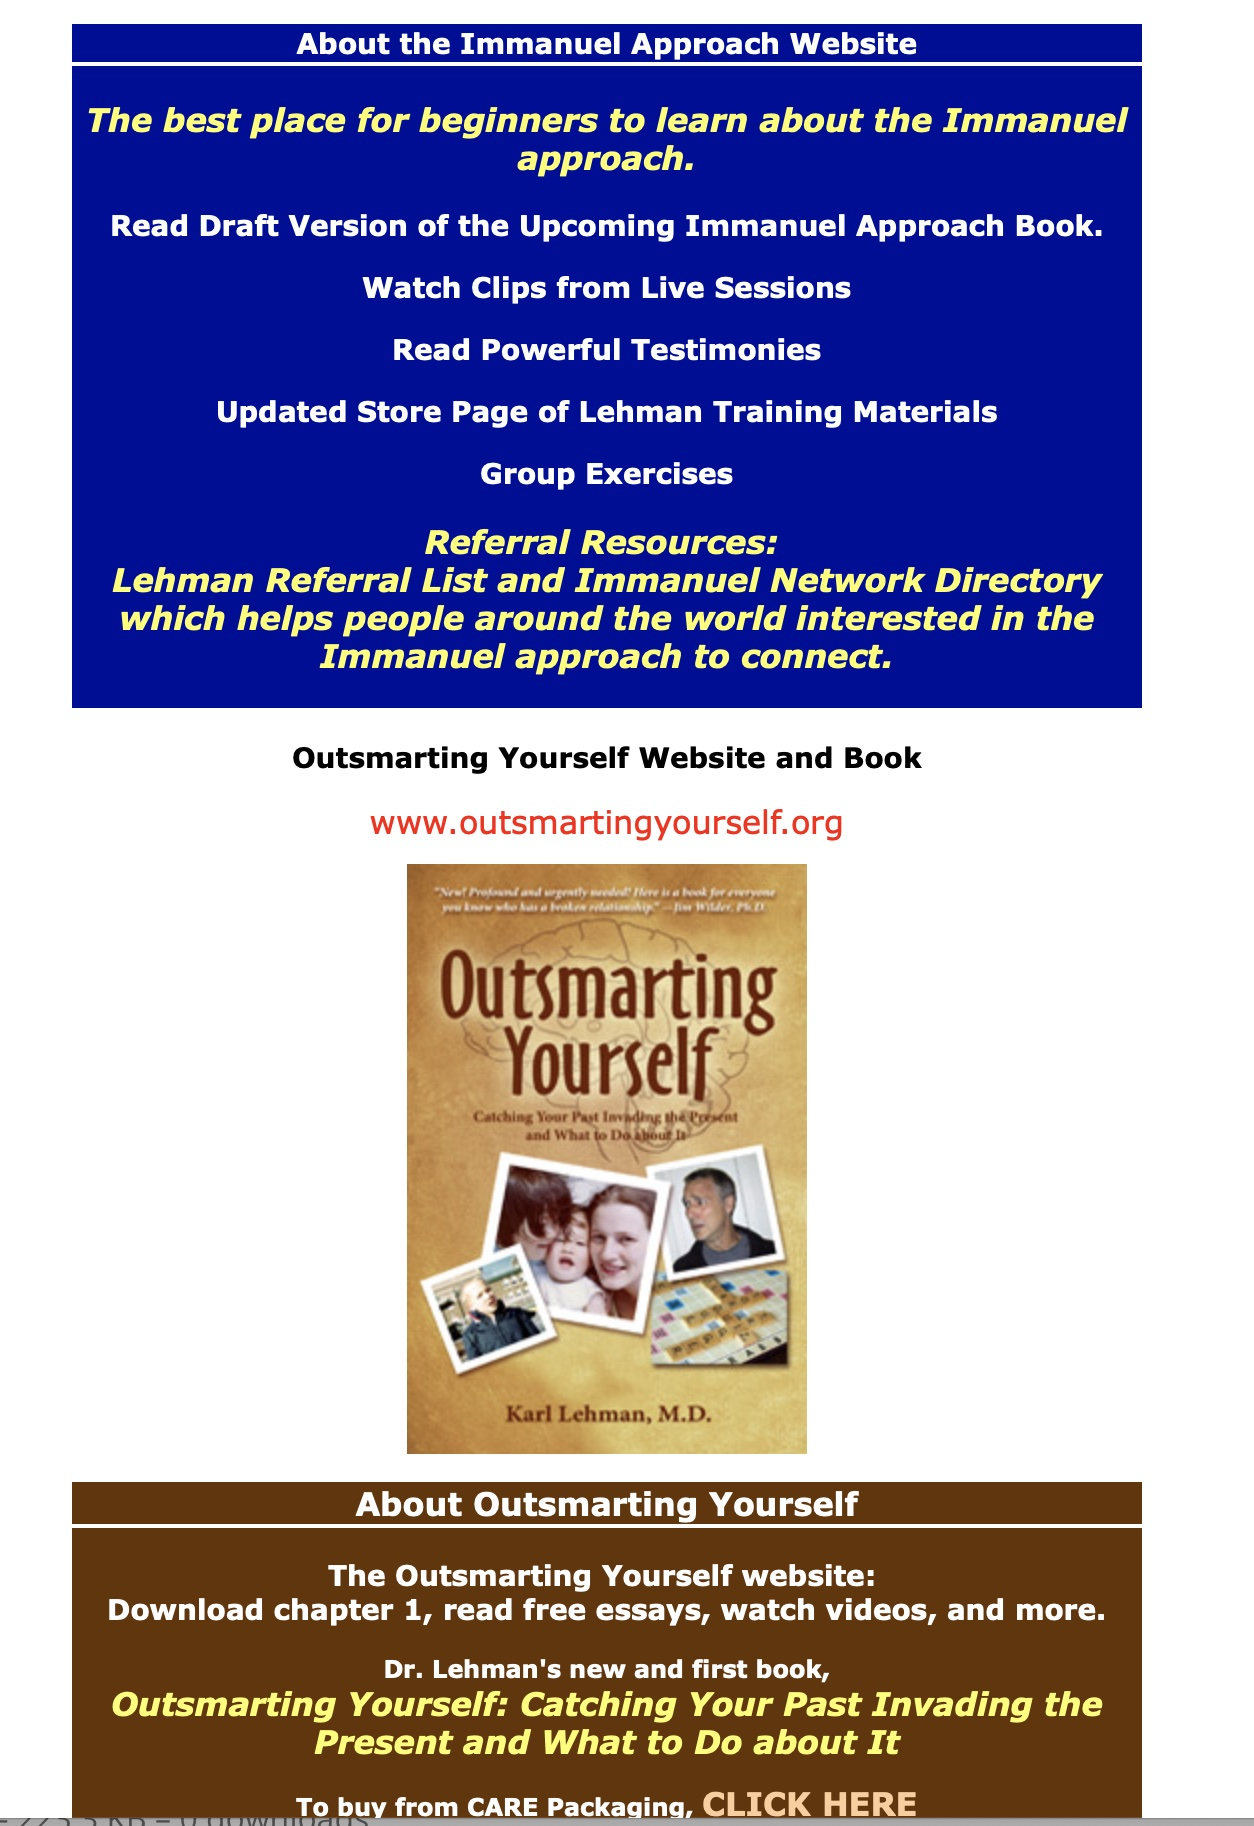 About the Immanuel Approach Website
The best place for beginners to learn about the Immanuel
approach.
Read Draft Version of the Upcoming Immanuel Approach Book.
Watch Clips from Live Sessions
Read Powerful Testimonies
Updated Store Page of Lehman Training Materials
Group Exercises
Referral Resources:
Lehman Referral List and Immanuel Network Directory
which helps people around the world interested in the
Immanuel approach to connect.
Outsmarting Yourself Website and Book
www.outsmartingyourself.org
"New! Profound and urgently needed! Here is a book for everyone
you know who has a broken relationship." —Jim Wilder, Ph.D.
Outsmarting
Yourself
Catching Your Past Invading the Present
and What to Do about It
Karl Lehman, M.D.
About Outsmarting Yourself
The Outsmarting Yourself website:
Download chapter 1, read free essays, watch videos, and more.
Dr. Lehman's new and first book,
Outsmarting Yourself: Catching Your Past Invading the
Present and What to Do about It
To buy from CARE Packaging, CLICK HERE